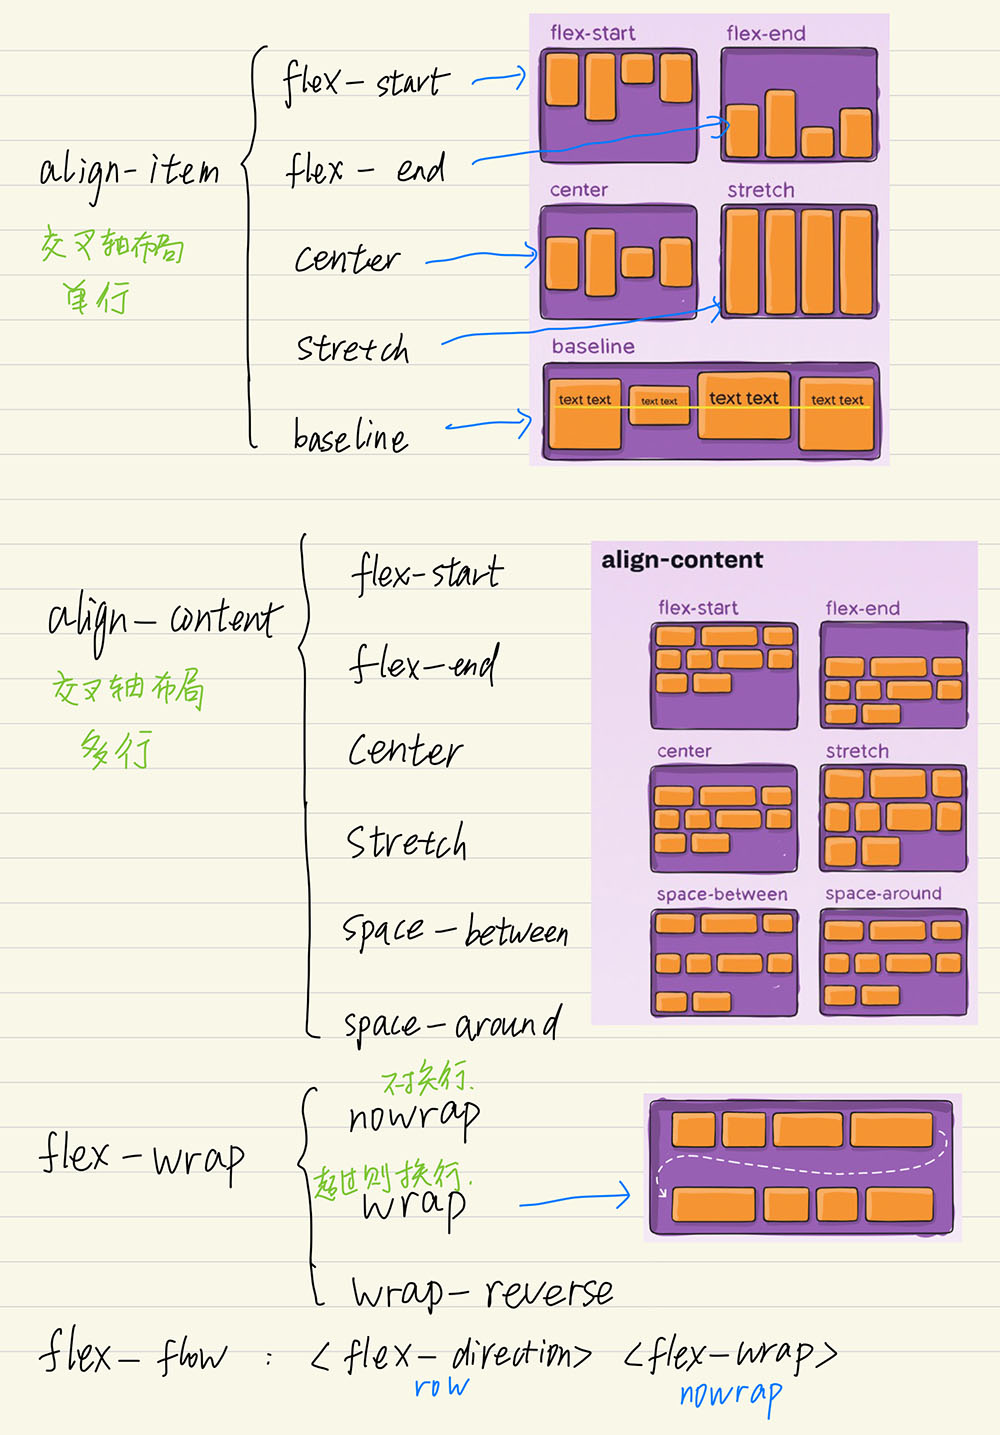 align-item
交叉轴布局
单行
flex-start
flex-end
center
stretch
baseline
flex-start
flex-end
center
stretch
baseline
text text
text text
text text
text text
align-content
交叉轴布局
多行
flex-start
flex-end
center
stretch
space-between
space-around
align-content
flex-start
flex-end
center
stretch
space-between
space-around
flex-wrap
不换行.
nowrap
超过则换行.
wrap
wrap-reverse
flex-flow : <flex-direction> <flex-wrap>
row
nowrap